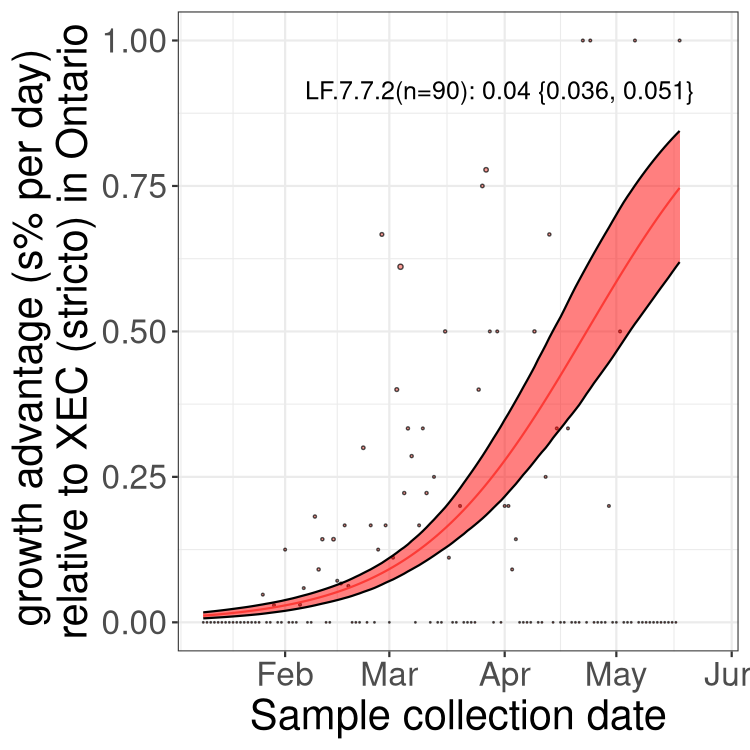 growth advantage (s% per day)
relative to XEC (stricto) in Ontario
1.00
0.75
0.50
0.25
0.00
LF.7.7.2(n=90): 0.04 {0.036, 0.051}
Feb Mar Apr May Jun
Sample collection date